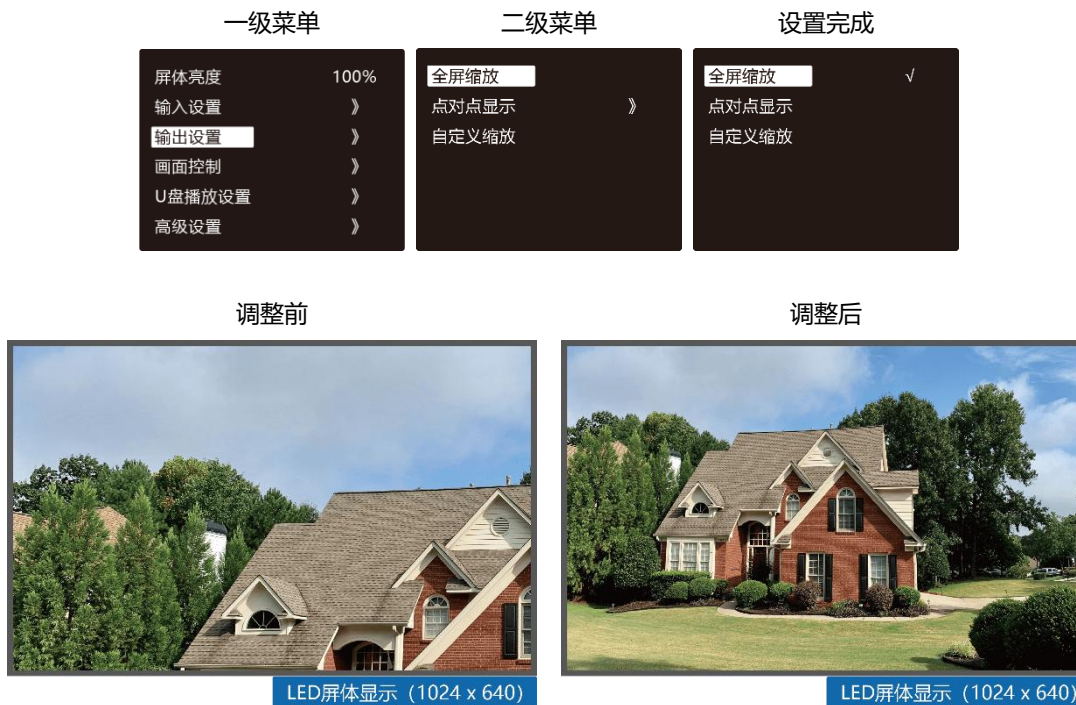 一级菜单
二级菜单
设置完成
屏体亮度 100%
输入设置 》
输出设置 》
画面控制 》
U盘播放设置 》
高级设置 》
全屏缩放
点对点显示 》
自定义缩放
全屏缩放 √
点对点显示
自定义缩放
调整前
调整后
LED屏体显示（1024 x 640）
LED屏体显示（1024 x 640）